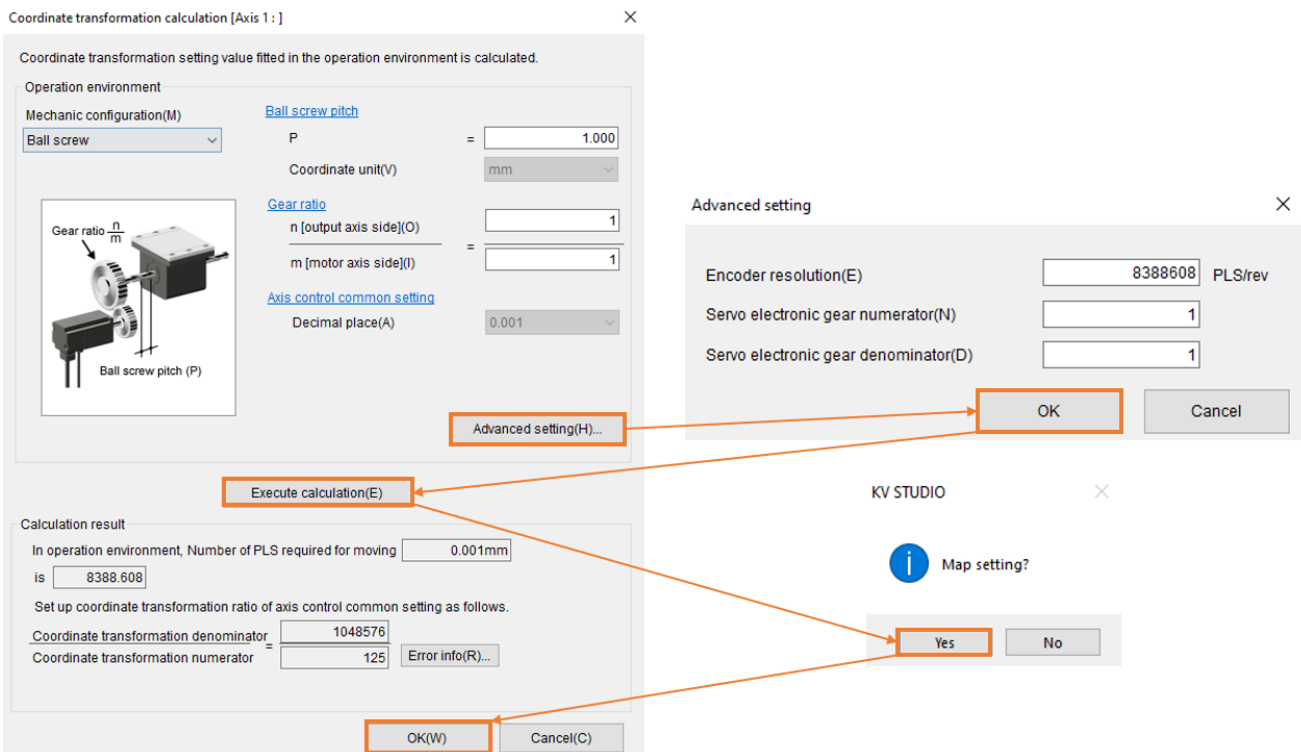 Coordinate transformation calculation [Axis 1 : ]
Coordinate transformation setting value fitted in the operation environment is calculated.
Operation environment
Mechanic configuration(M)
Ball screw
Ball screw pitch
P = 1.000
Coordinate unit(V) mm
Gear ratio n/m
Ball screw pitch (P)
Gear ratio
n [output axis side](O) 1
=
m [motor axis side](I) 1
Axis control common setting
Decimal place(A) 0.001
Advanced setting(H)...
Execute calculation(E)
Calculation result
In operation environment, Number of PLS required for moving 0.001mm
is 8388.608
Set up coordinate transformation ratio of axis control common setting as follows.
Coordinate transformation denominator 1048576
=
Coordinate transformation numerator 125 Error info(R)...
OK(W) Cancel(C)
Advanced setting
Encoder resolution(E) 8388608 PLS/rev
Servo electronic gear numerator(N) 1
Servo electronic gear denominator(D) 1
OK Cancel
KV STUDIO
i Map setting?
Yes No